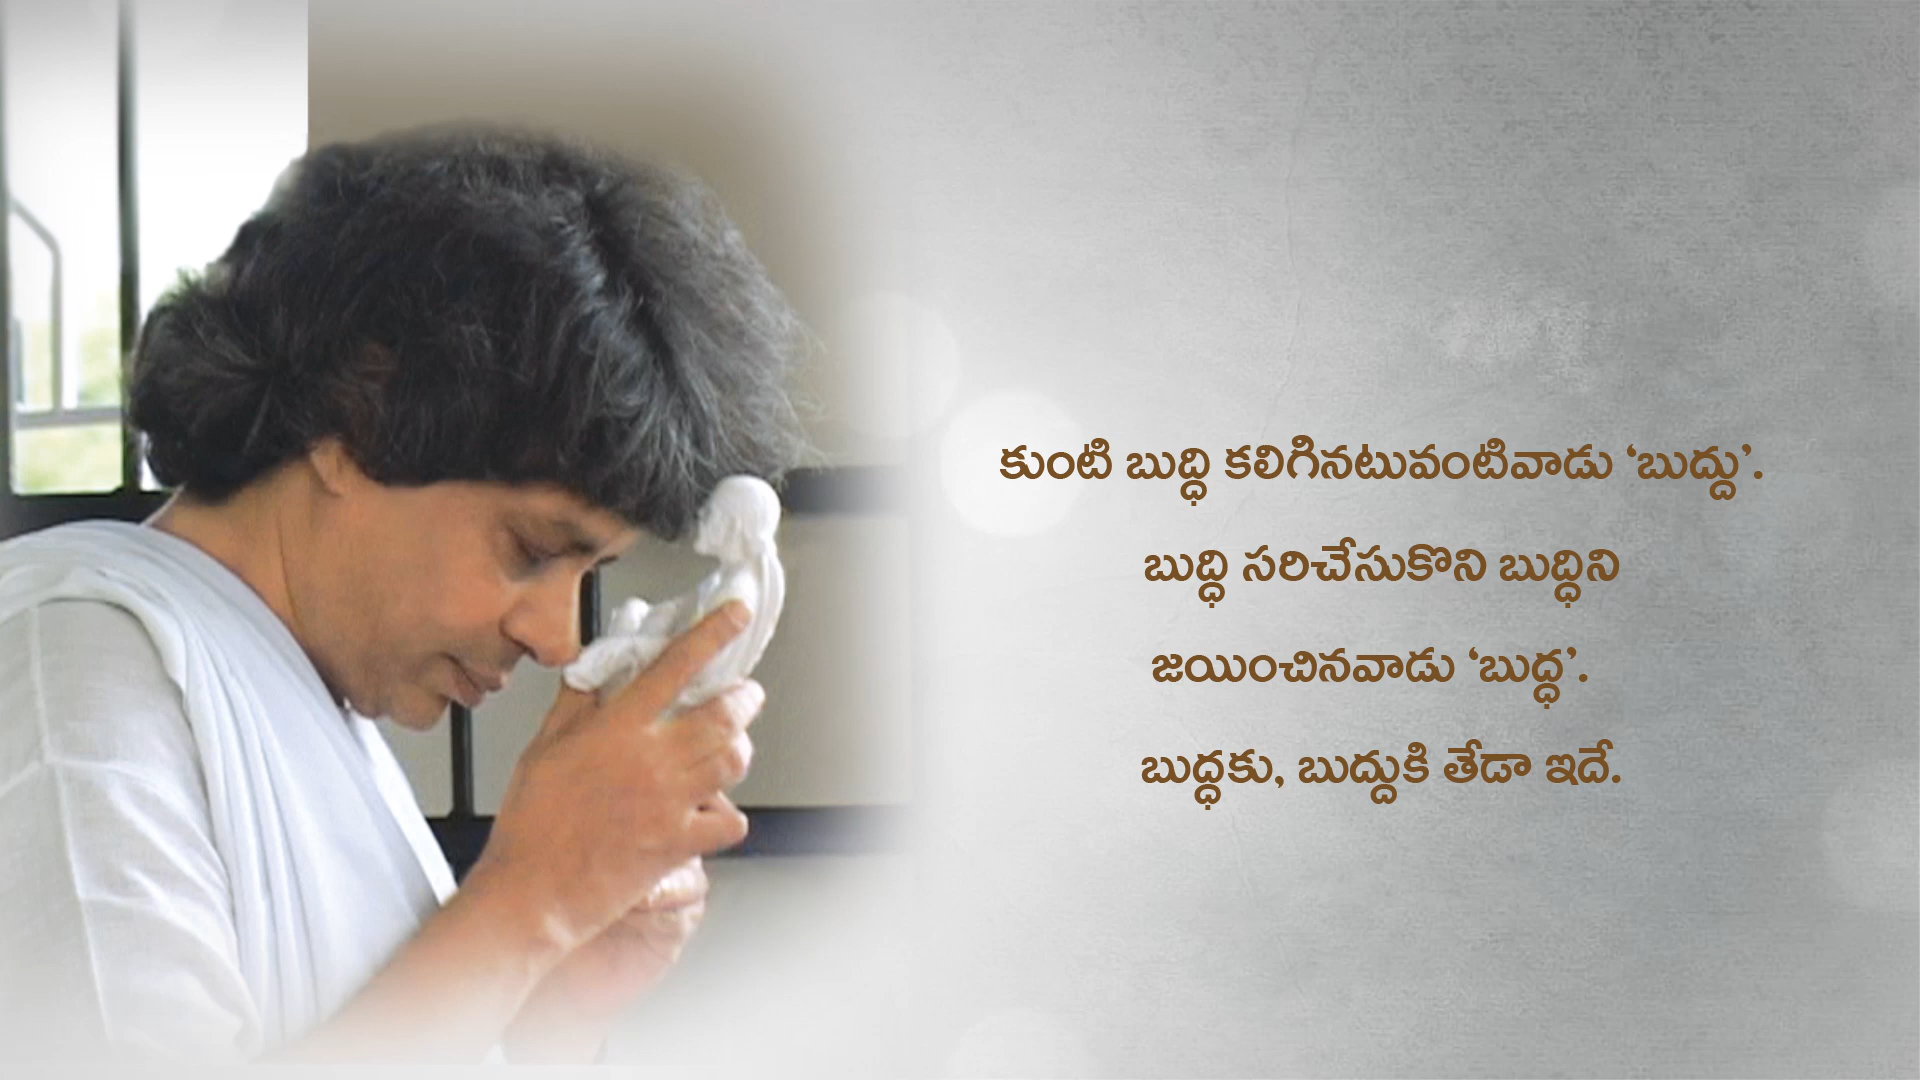 కుంటి బుద్ధి కలిగినటువంటివాడు ‘బుద్దు’.
బుద్ధి సరిచేసుకొని బుద్ధిని
జయించినవాడు ‘బుద్ధ’.
బుద్ధకు, బుద్దుకి తేడా ఇదే.